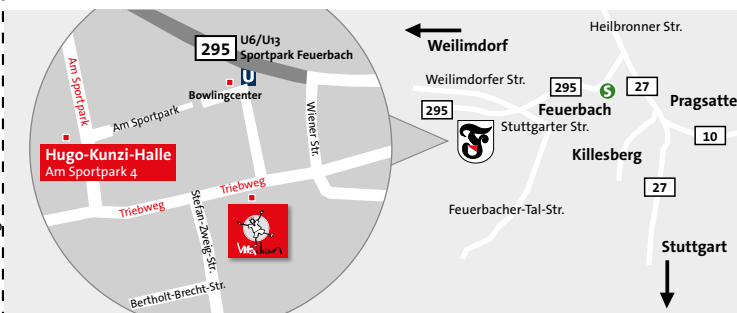 Heilbronner Str.
U6/U13
Sportpark Feuerbach
295
U
Bowlingcenter
Am Sportpark
Am Sportpark
Wiener Str.
Hugo-Kunzi-Halle
Am Sportpark 4
Triebweg
Triebweg
Stefan-Zweig-Str.
Bertholt-Brecht-Str.
Weilimdorf
Weilimdorfer Str.
295
295
S
27
Feuerbach
Stuttgarter Str.
Pragsatte
10
Killesberg
27
Feuerbacher-Tal-Str.
Stuttgart